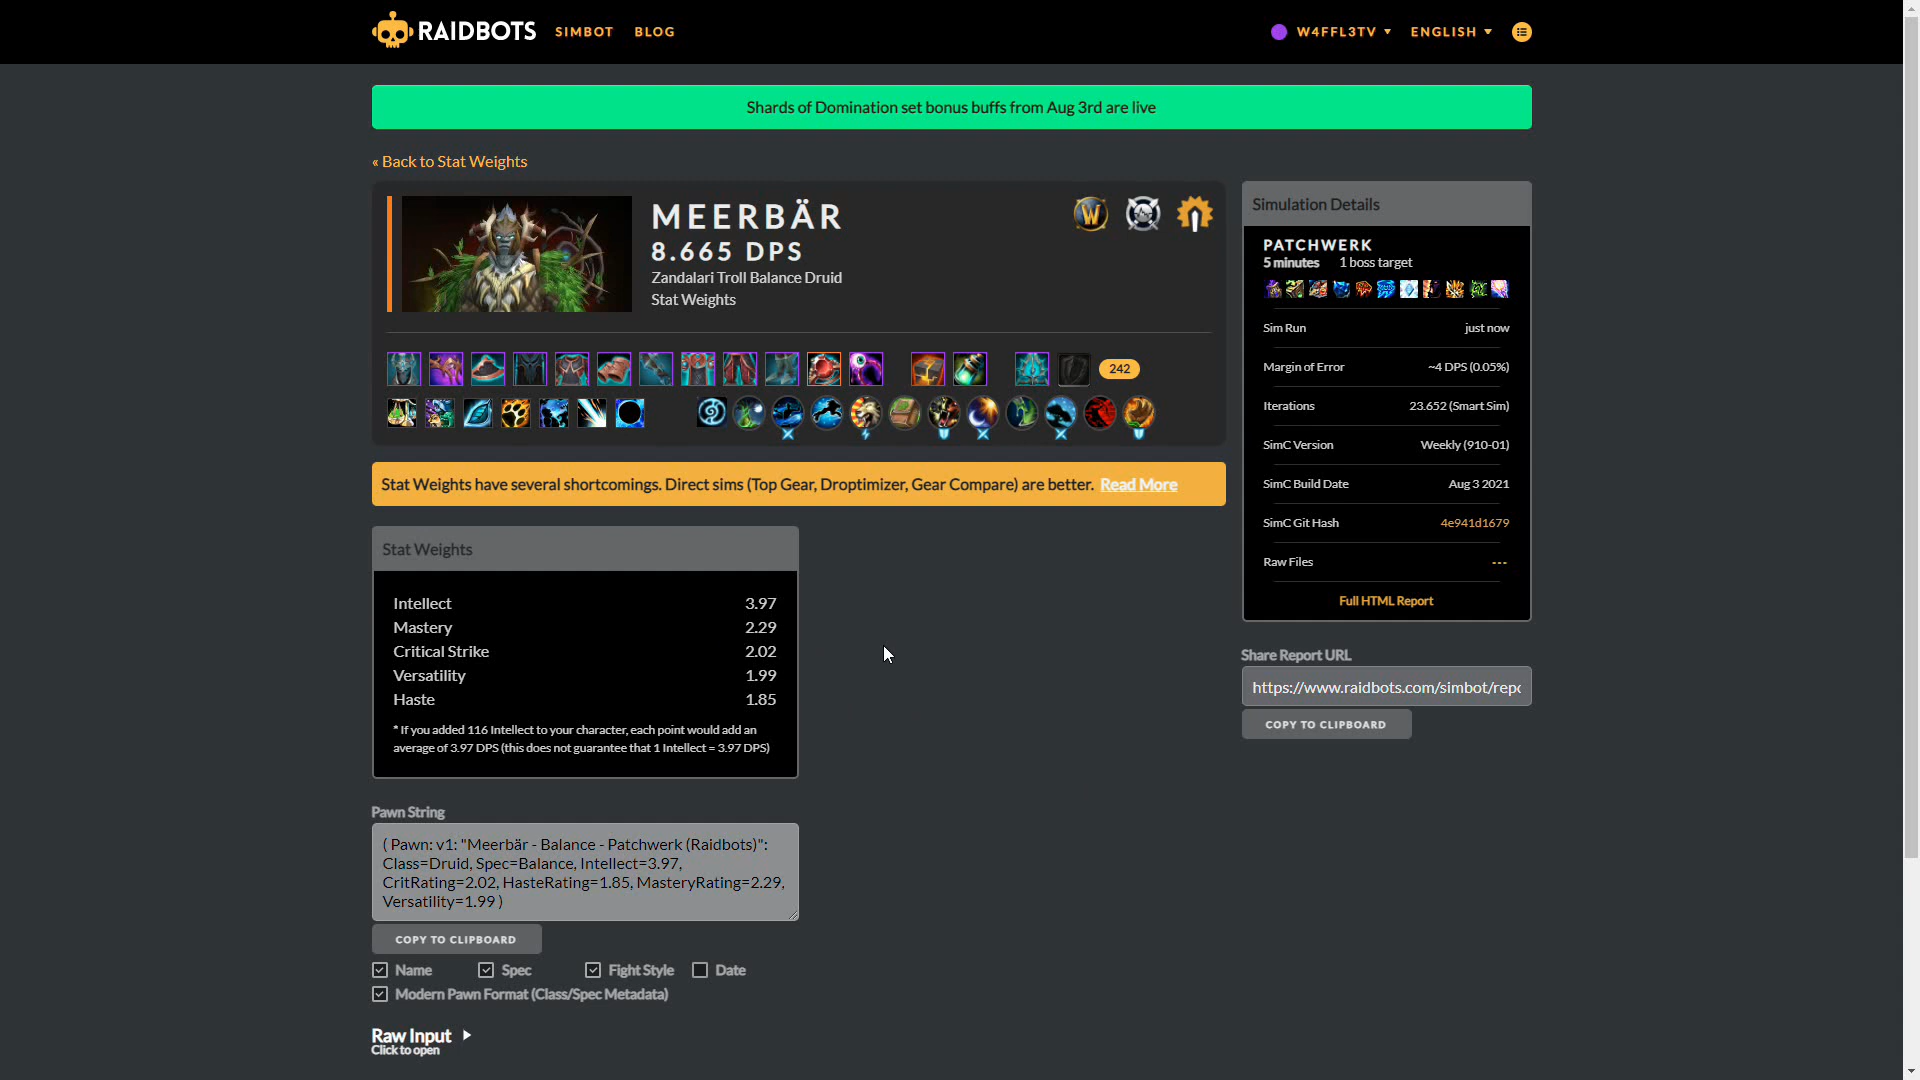 RAIDBOTS SIMBOT BLOG W4FFL3TV ENGLISH
Shards of Domination set bonus buffs from Aug 3rd are live
« Back to Stat Weights
MEERBÄR
8.665 DPS
Zandalari Troll Balance Druid
Stat Weights
242
Stat Weights have several shortcomings. Direct sims (Top Gear, Droptimizer, Gear Compare) are better. Read More
Stat Weights
Intellect 3.97
Mastery 2.29
Critical Strike 2.02
Versatility 1.99
Haste 1.85
* If you added 116 Intellect to your character, each point would add an
average of 3.97 DPS (this does not guarantee that 1 Intellect = 3.97 DPS)
Pawn String
( Pawn: v1: "Meerbär - Balance - Patchwerk (Raidbots)":
Class=Druid, Spec=Balance, Intellect=3.97,
CritRating=2.02, HasteRating=1.85, MasteryRating=2.29,
Versatility=1.99 )
COPY TO CLIPBOARD
Name Spec Fight Style Date
Modern Pawn Format (Class/Spec Metadata)
Raw Input
Click to open
Simulation Details
PATCHWERK
5 minutes 1 boss target
Sim Run just now
Margin of Error ~4 DPS (0.05%)
Iterations 23.652 (Smart Sim)
SimC Version Weekly (910-01)
SimC Build Date Aug 3 2021
SimC Git Hash 4e941d1679
Raw Files ---
Full HTML Report
Share Report URL
https://www.raidbots.com/simbot/repo
COPY TO CLIPBOARD